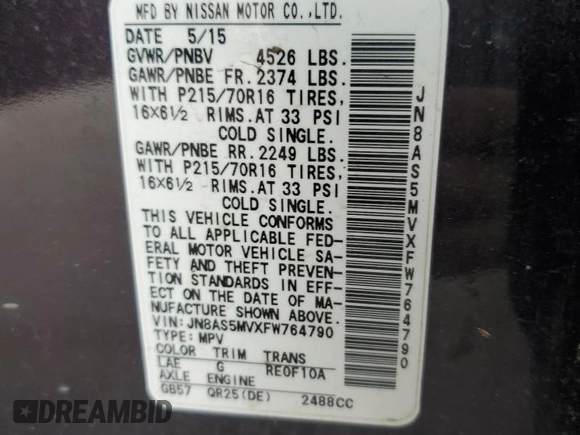 MFD BY NISSAN MOTOR CO.,LTD.
DATE 5/15
GVWR/PNBV 4526 LBS.
GAWR/PNBE FR. 2374 LBS.
WITH P215/70R16 TIRES,
16X6½ RIMS. AT 33 PSI
COLD SINGLE.
GAWR/PNBE RR. 2249 LBS.
WITH P215/70R16 TIRES,
16X6½ RIMS. AT 33 PSI
COLD SINGLE.
THIS VEHICLE CONFORMS
TO ALL APPLICABLE FED-
ERAL MOTOR VEHICLE SA-
FETY AND THEFT PREVEN-
TION STANDARDS IN EFF-
ECT ON THE DATE OF MA-
NUFACTURE SHOWN ABOVE.
VIN: JN8AS5MVXFW764790
TYPE: MPV
COLOR TRIM TRANS
LAE G RE0F10A
AXLE ENGINE
GB57 QR25(DE) 2488CC
JN8AS5MVXFW764790
DREAMBID
.COM